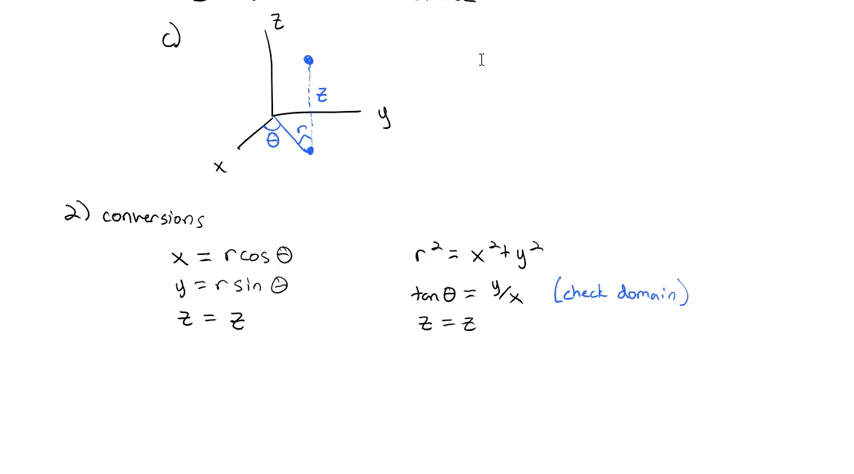 c)
z
z
y
r
θ
x
2) conversions
x = r cos θ
r² = x² + y²
y = r sin θ
tan θ = y/x (check domain)
z = z
z = z